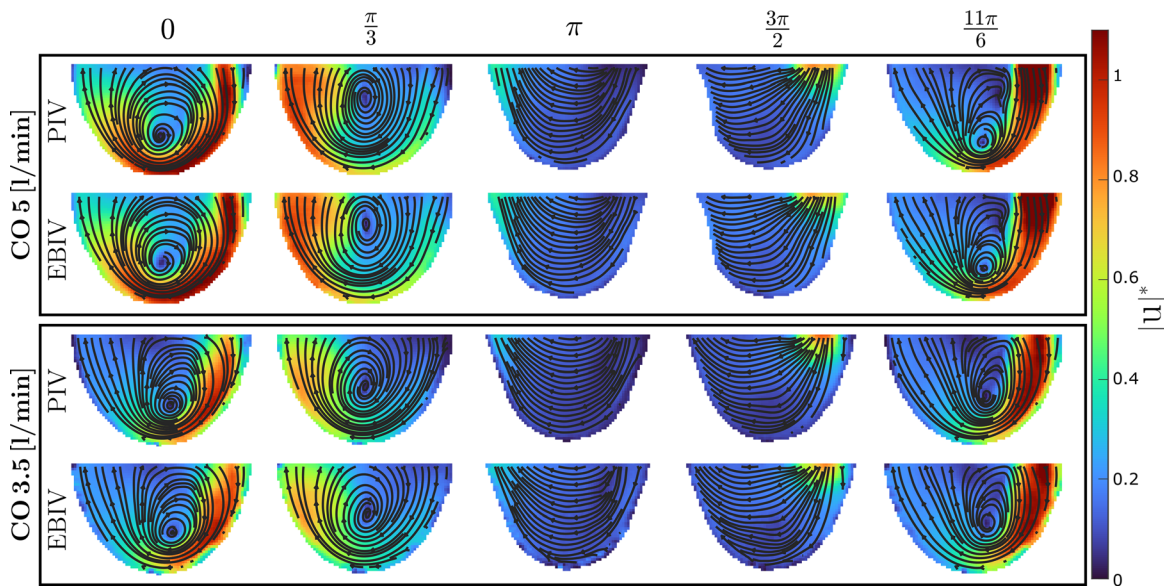 0 π/3 π 3π/2 11π/6
CO 5 [l/min]
PIV
EBIV
CO 3.5 [l/min]
PIV
EBIV
1
0.8
0.6
0.4
0.2
0
|u|*